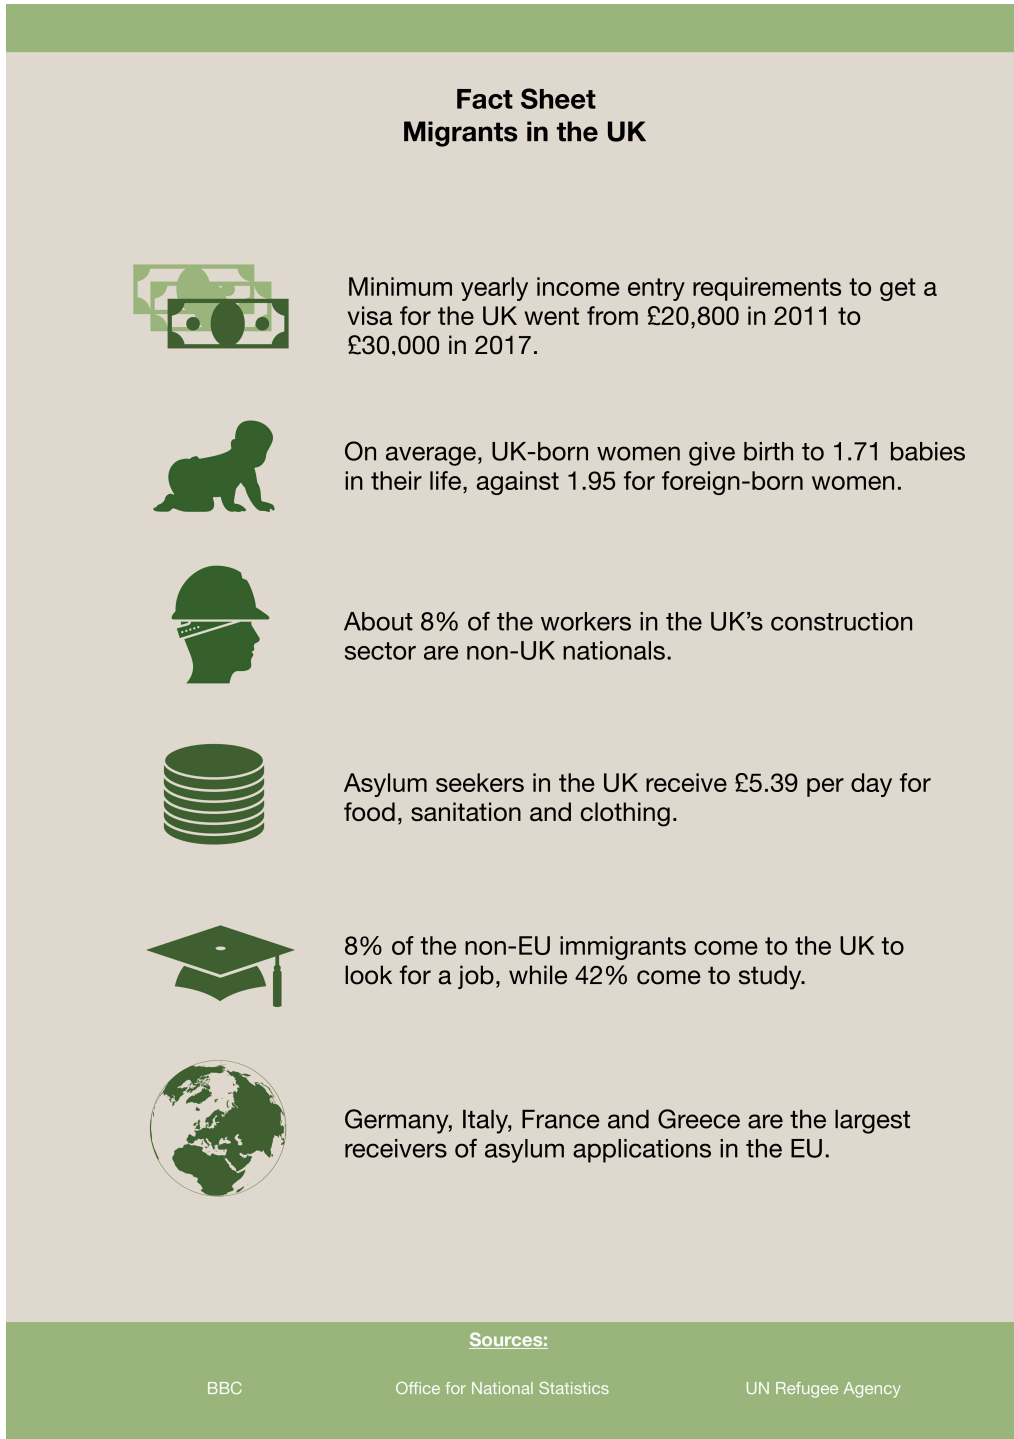 Fact Sheet
Migrants in the UK
Minimum yearly income entry requirements to get a
visa for the UK went from £20,800 in 2011 to
£30,000 in 2017.
On average, UK-born women give birth to 1.71 babies
in their life, against 1.95 for foreign-born women.
About 8% of the workers in the UK’s construction
sector are non-UK nationals.
Asylum seekers in the UK receive £5.39 per day for
food, sanitation and clothing.
8% of the non-EU immigrants come to the UK to
look for a job, while 42% come to study.
Germany, Italy, France and Greece are the largest
receivers of asylum applications in the EU.
Sources:
BBC Office for National Statistics UN Refugee Agency